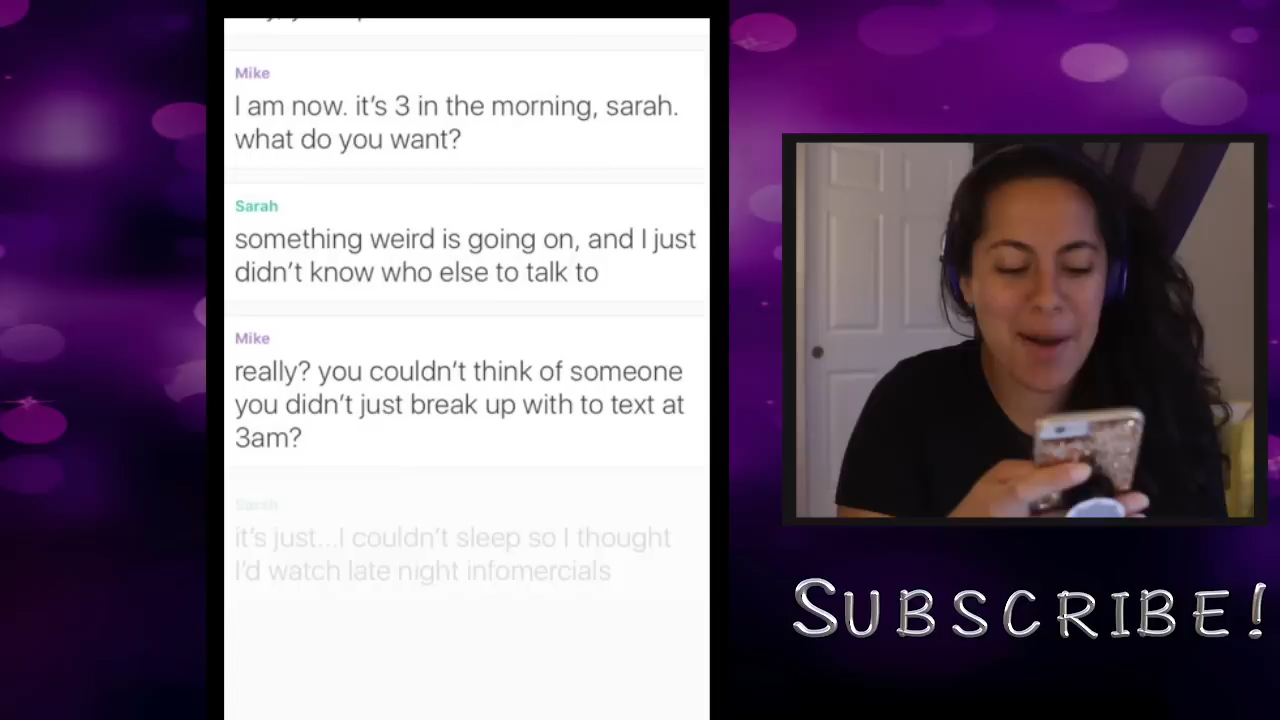 Mike
I am now. it's 3 in the morning, sarah.
what do you want?
Sarah
something weird is going on, and I just
didn't know who else to talk to
Mike
really? you couldn't think of someone
you didn't just break up with to text at
3am?
Sarah
it's just...I couldn't sleep so I thought
I'd watch late night infomercials
SUBSCRIBE!